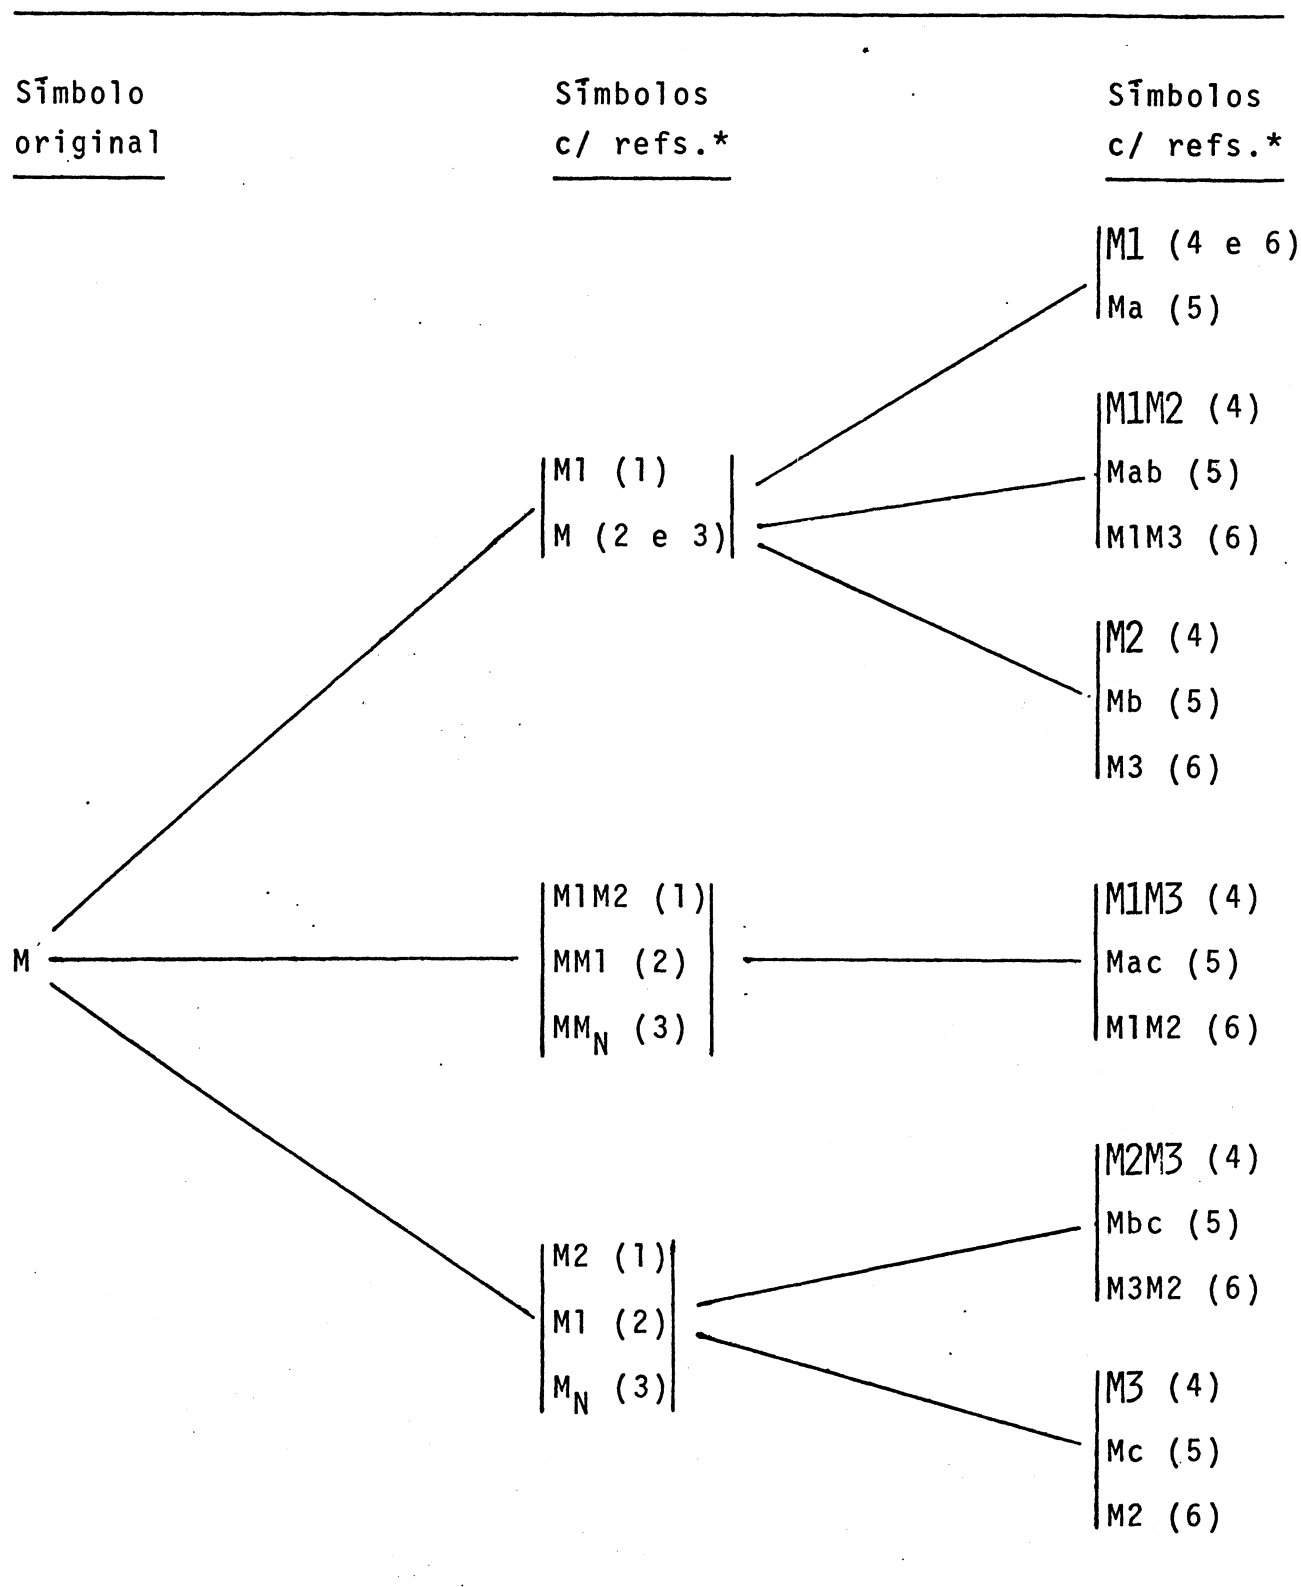 Símbolo
original
Símbolos
c/ refs.*
Símbolos
c/ refs.*
M
M1 (1)
M (2 e 3)
M1M2 (1)
MM1 (2)
MM_N (3)
M2 (1)
M1 (2)
M_N (3)
M1 (4 e 6)
Ma (5)
M1M2 (4)
Mab (5)
M1M3 (6)
M2 (4)
Mb (5)
M3 (6)
M1M3 (4)
Mac (5)
M1M2 (6)
M2M3 (4)
Mbc (5)
M3M2 (6)
M3 (4)
Mc (5)
M2 (6)